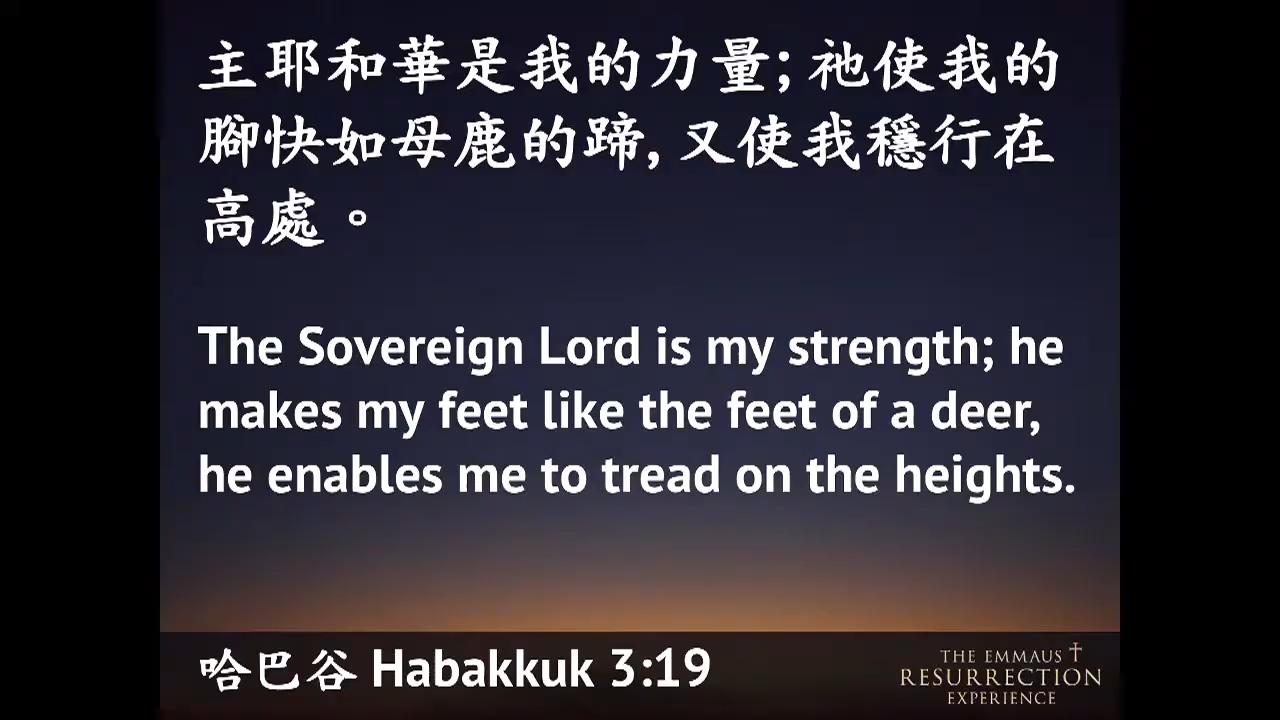 主耶和華是我的力量; 祂使我的
腳快如母鹿的蹄, 又使我穩行在
高處。
The Sovereign Lord is my strength; he
makes my feet like the feet of a deer,
he enables me to tread on the heights.
哈巴谷 Habakkuk 3:19
THE EMMAUS
RESURRECTION
EXPERIENCE